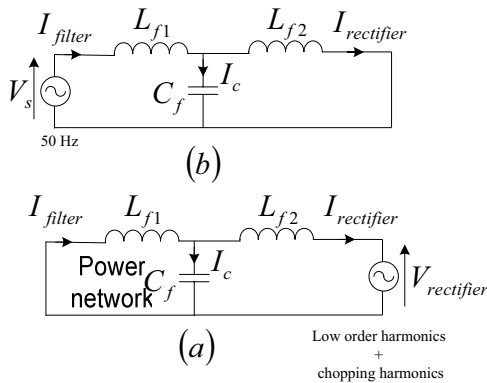 I_filter L_f1 L_f2 I_rectifier
V_s C_f I_c
50 Hz
(b)
I_filter L_f1 L_f2 I_rectifier
Power
network C_f I_c V_rectifier
(a)
Low order harmonics
+
chopping harmonics